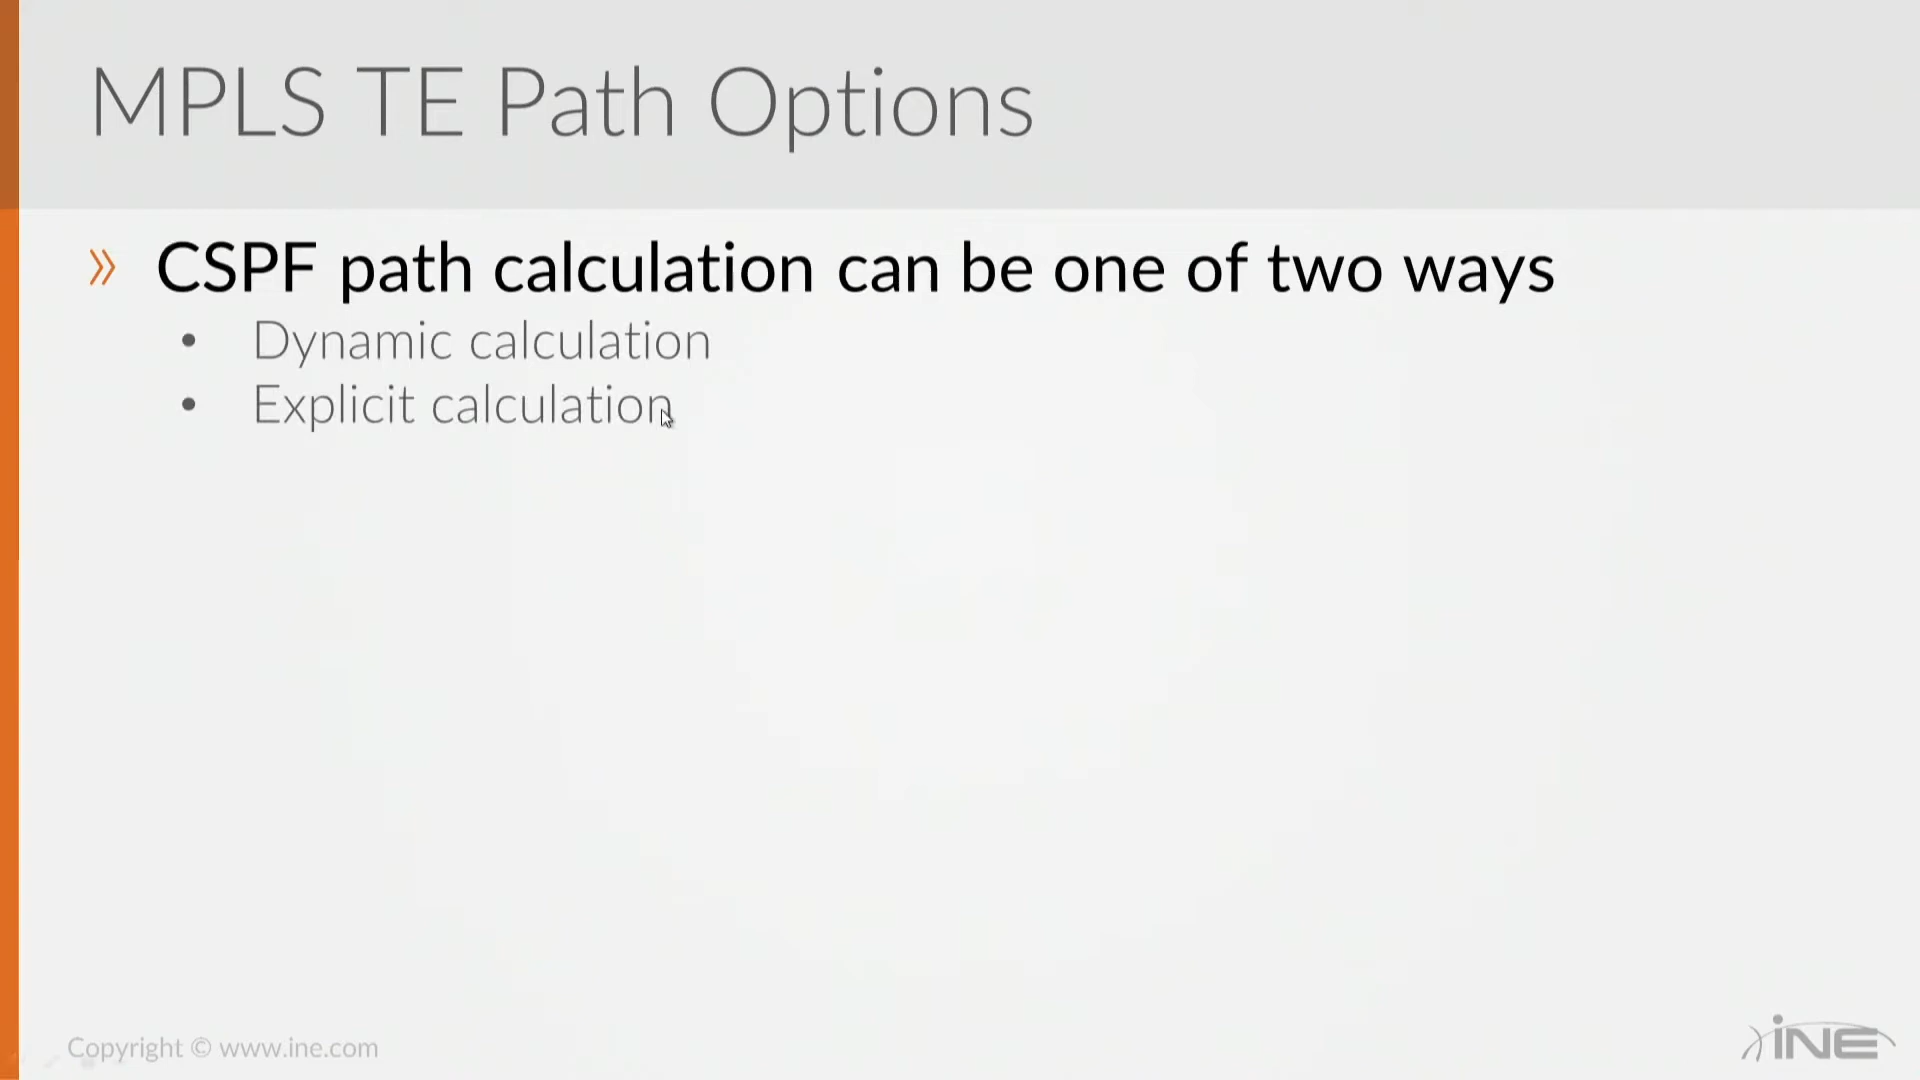 MPLS TE Path Options
» CSPF path calculation can be one of two ways
• Dynamic calculation
• Explicit calculation
Copyright © www.ine.com
iNE